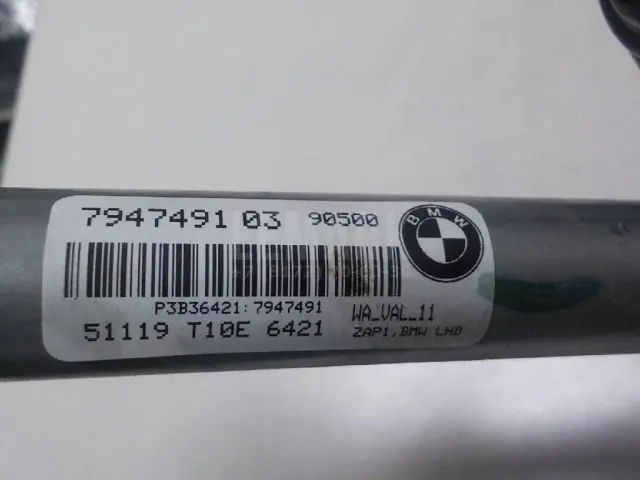 7947491 03 90500
BMW
P3B36421:7947491
WA_VAL_11
51119 T10E 6421
ZAP1,BMW LHD